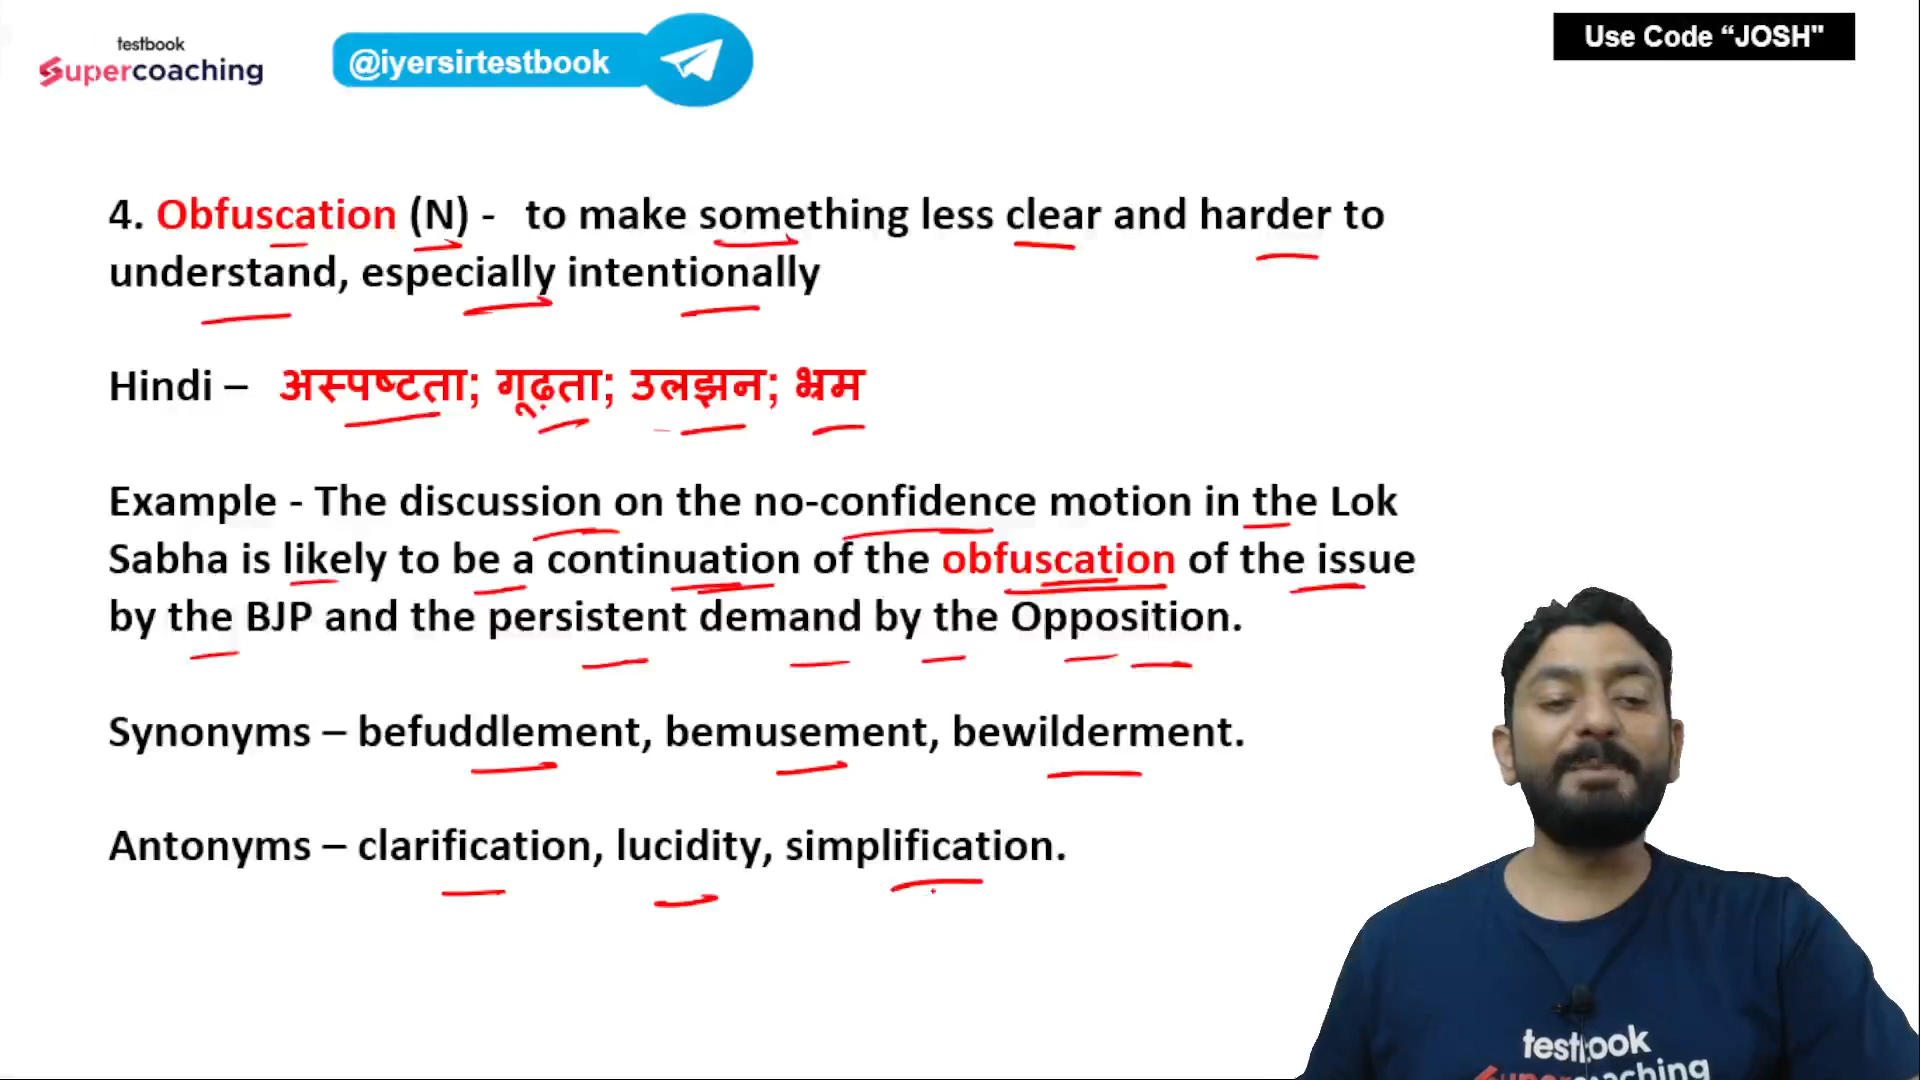 testbook
Supercoaching
@iyersirtestbook
Use Code “JOSH"
4. Obfuscation (N) - to make something less clear and harder to
understand, especially intentionally
Hindi – अस्पष्टता; गूढ़ता; उलझन; भ्रम
Example - The discussion on the no-confidence motion in the Lok
Sabha is likely to be a continuation of the obfuscation of the issue
by the BJP and the persistent demand by the Opposition.
Synonyms – befuddlement, bemusement, bewilderment.
Antonyms – clarification, lucidity, simplification.
testbook
Supercoaching